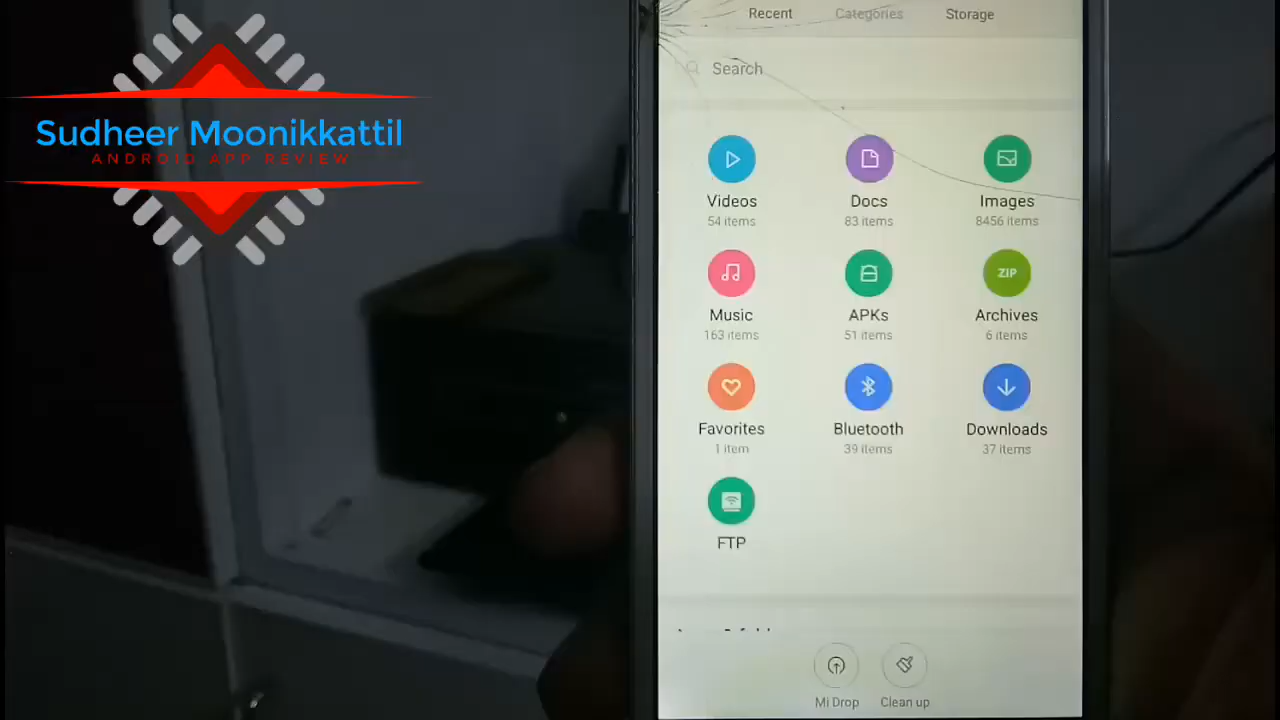 Sudheer Moonikkattil
ANDROID APP REVIEW
Recent Categories Storage
Search
Videos Docs Images
54 items 83 items 8456 items
ZIP
Music APKs Archives
163 items 51 items 6 items
Favorites Bluetooth Downloads
1 item 39 items 37 items
FTP
Mi Drop Clean up